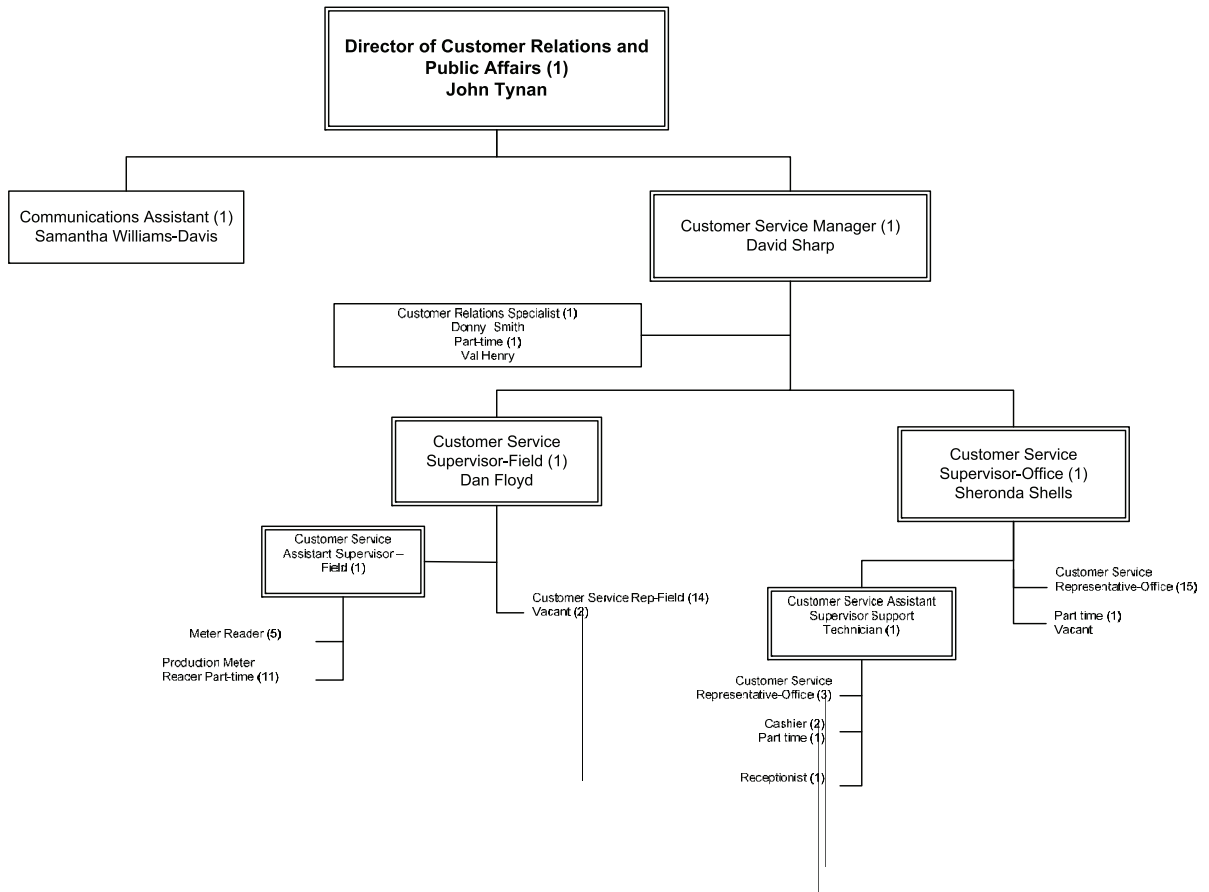 Director of Customer Relations and
Public Affairs (1)
John Tynan
Communications Assistant (1)
Samantha Williams-Davis
Customer Service Manager (1)
David Sharp
Customer Relations Specialist (1)
Donny Smith
Part-time (1)
Val Henry
Customer Service
Supervisor-Field (1)
Dan Floyd
Customer Service
Supervisor-Office (1)
Sheronda Shells
Customer Service
Assistant Supervisor –
Field (1)
Customer Service Rep-Field (14)
Vacant (2)
Meter Reader (5)
Production Meter
Reacer Part-time (11)
Customer Service
Representative-Office (15)
Part time (1)
Vacant
Customer Service Assistant
Supervisor Support
Technician (1)
Customer Service
Representative-Office (3)
Cashier (2)
Part time (1)
Receptionist (1)